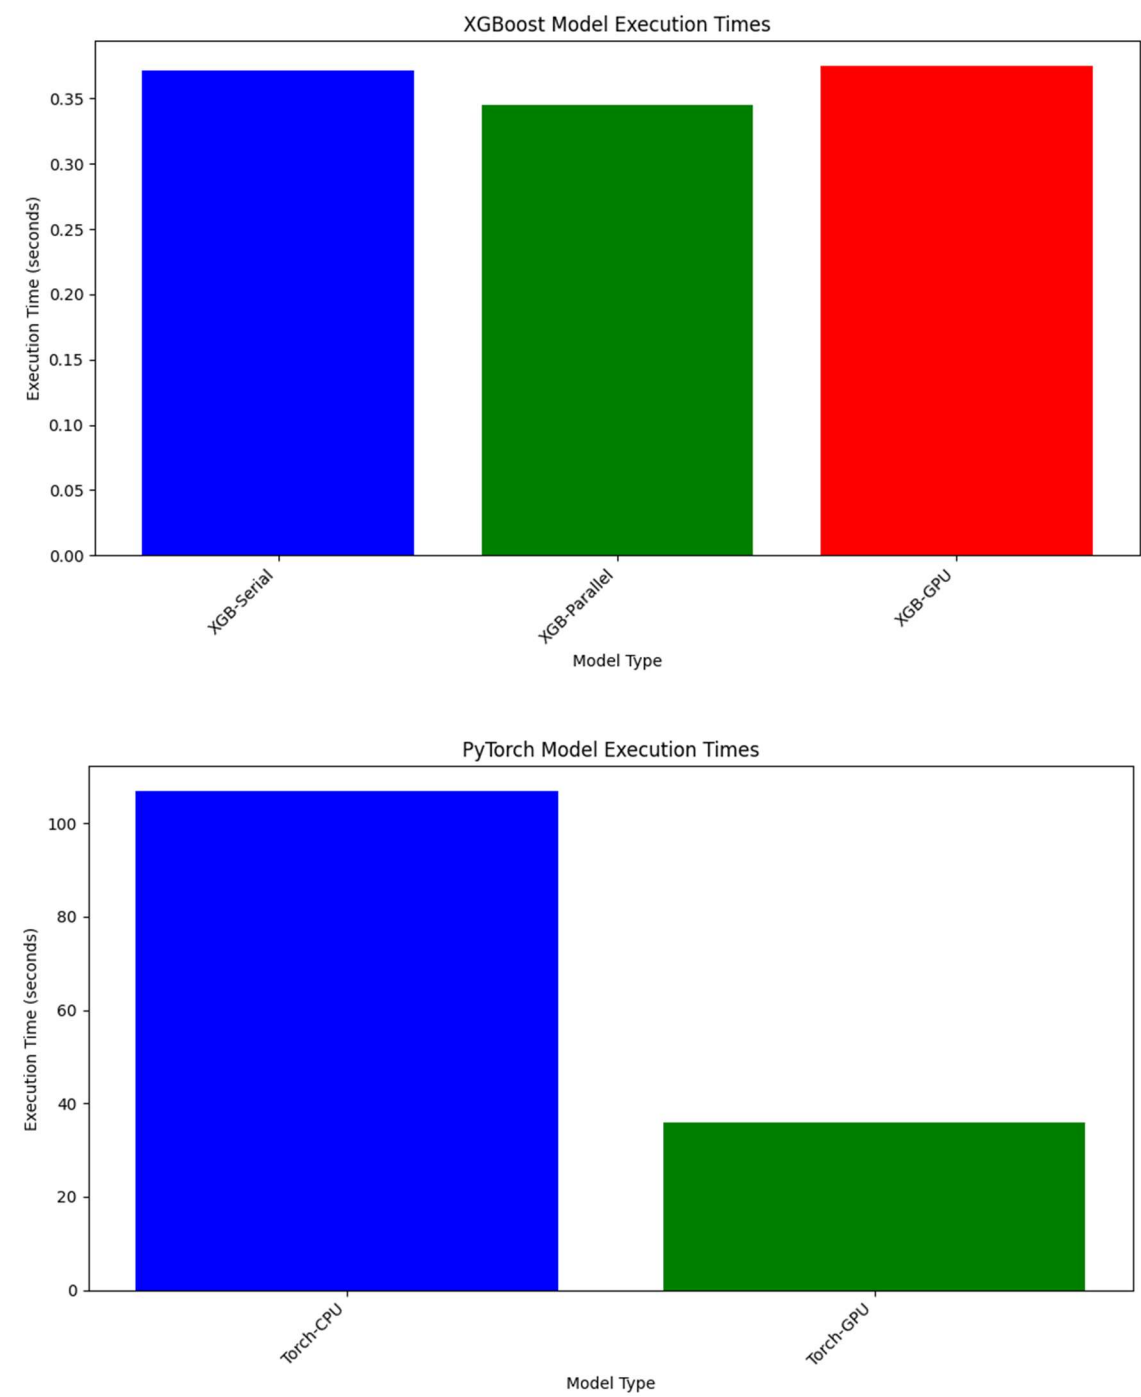 XGBoost Model Execution Times
Execution Time (seconds)
0.35
0.30
0.25
0.20
0.15
0.10
0.05
0.00
XGB-Serial
XGB-Parallel
XGB-GPU
Model Type
PyTorch Model Execution Times
Execution Time (seconds)
100
80
60
40
20
0
Torch-CPU
Torch-GPU
Model Type